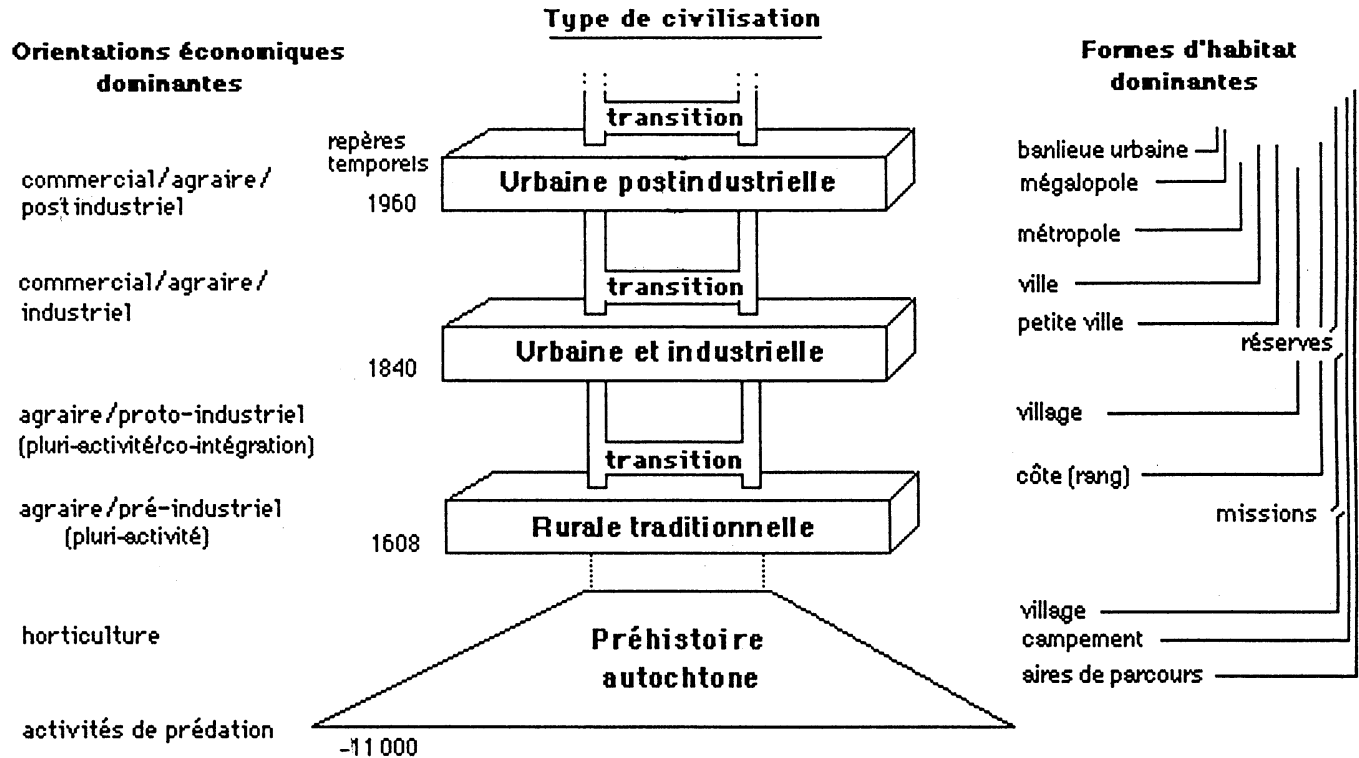 Type de civilisation
Orientations économiques
dominantes
Formes d'habitat
dominantes
transition
repères
temporels
banlieue urbaine
commercial/agraire/
postindustriel
1960
Urbaine postindustrielle
mégalopole
métropole
commercial/agraire/
industriel
transition
ville
petite ville
réserves
1840
Urbaine et industrielle
agraire/proto-industriel
(pluri-activité/co-intégration)
village
transition
côte (rang)
agraire/pré-industriel
(pluri-activité)
missions
1608
Rurale traditionnelle
village
horticulture
Préhistoire
autochtone
campement
aires de parcours
activités de prédation
-11 000